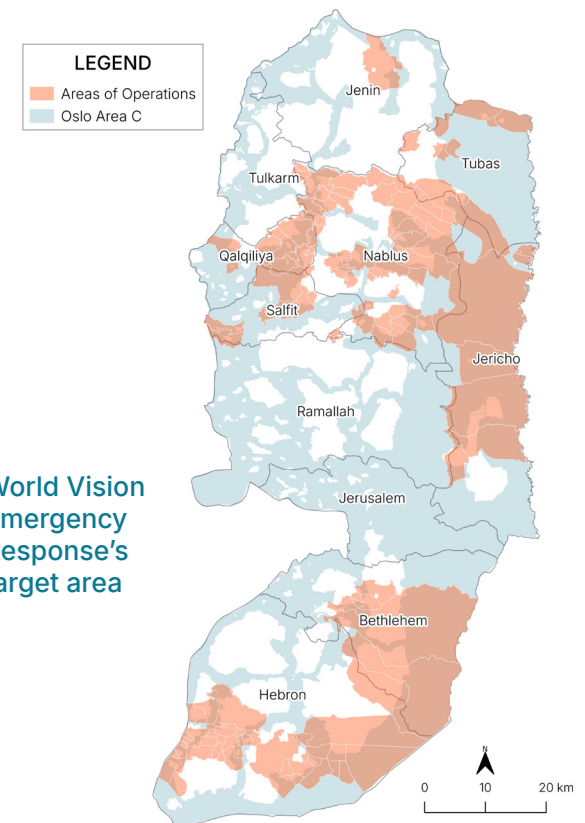 LEGEND
Areas of Operations
Oslo Area C
Jenin
Tubas
Tulkarm
Qalqiliya
Nablus
Salfit
Jericho
Ramallah
World Vision
mergency
esponse's
arget area
Jerusalem
Bethlehem
Hebron
N
0 10 20 km